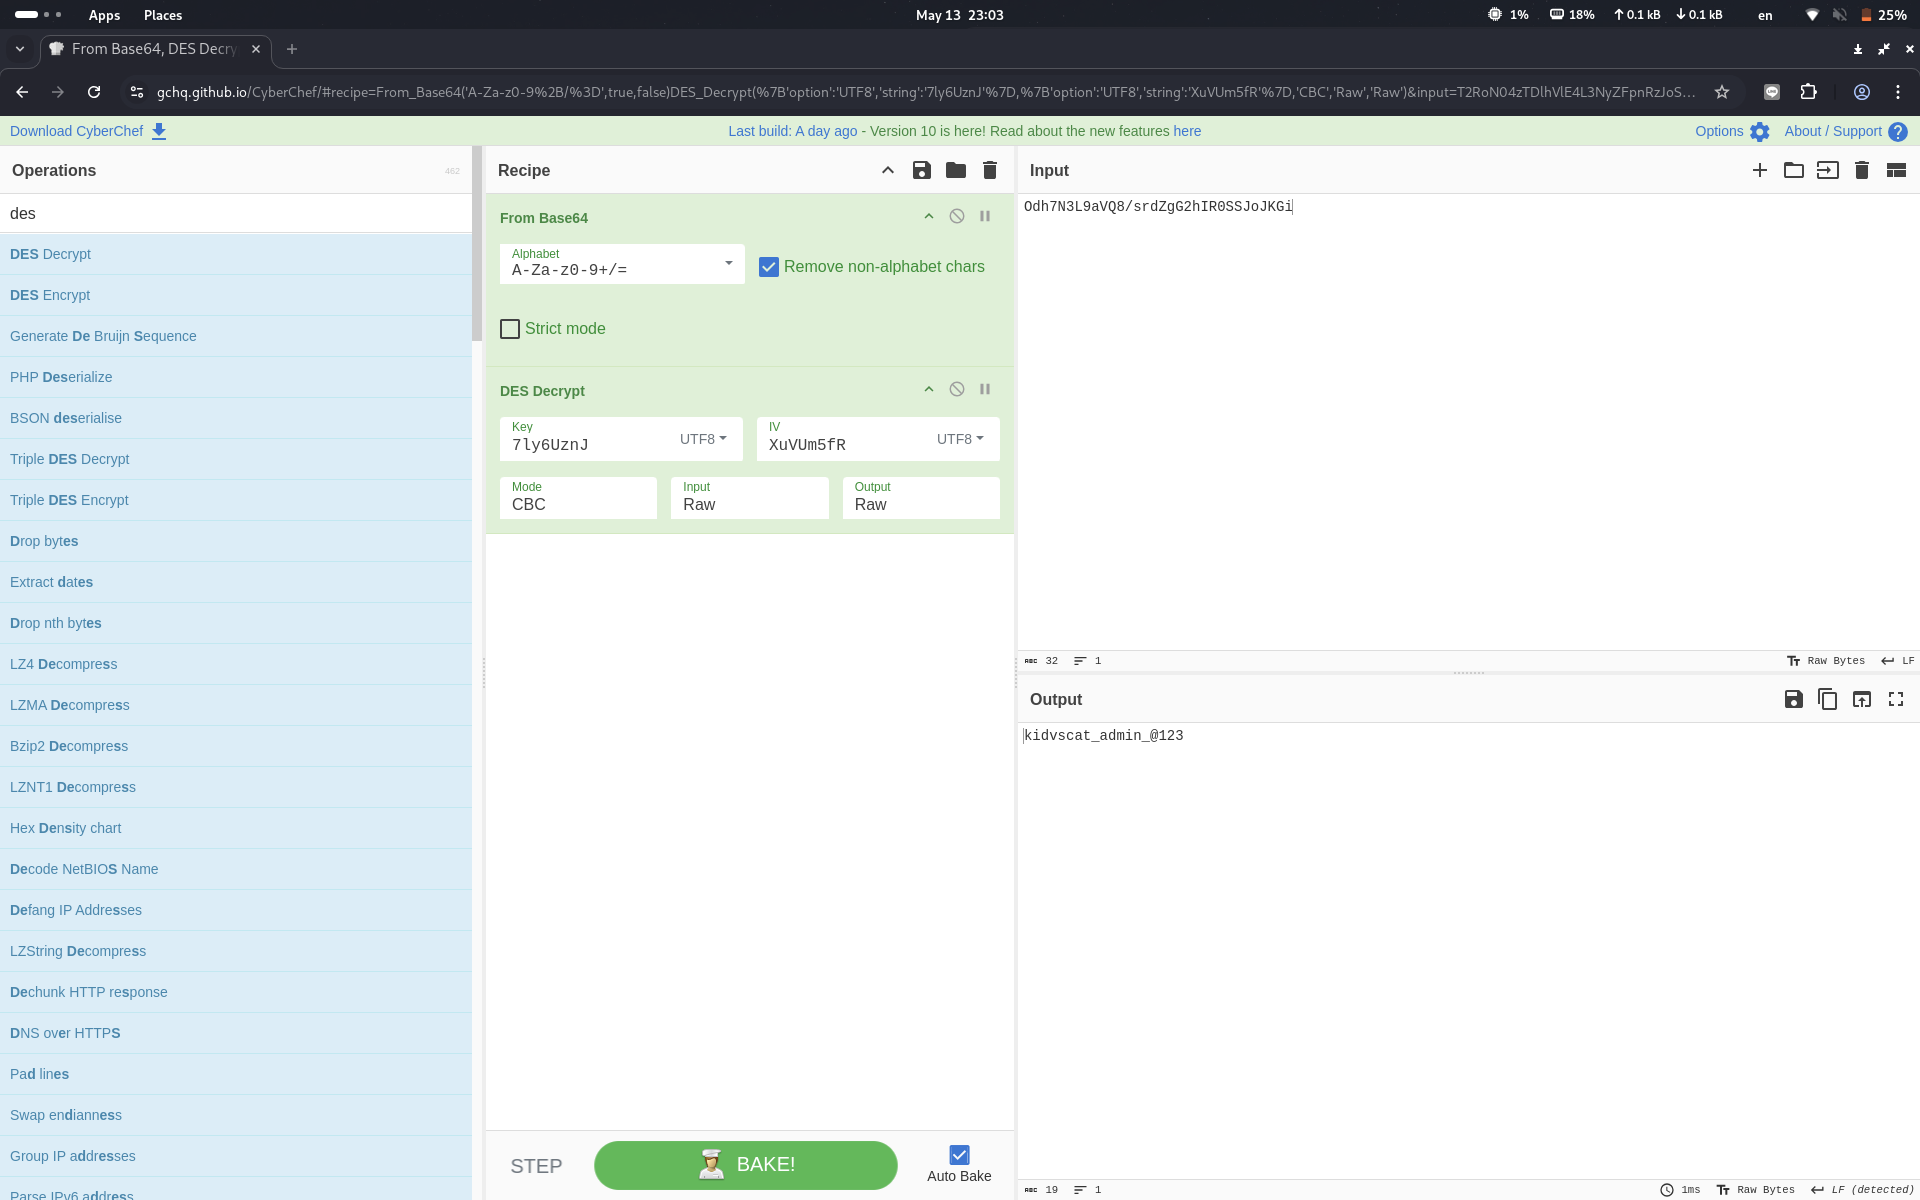 Apps Places May 13 23:03 1% 18% 0.1 kB 0.1 kB en 25%
From Base64, DES Decry
gchq.github.io/CyberChef/#recipe=From_Base64('A-Za-z0-9%2B/%3D',true,false)DES_Decrypt(%7B'option':'UTF8','string':'7ly6UznJ'%7D,%7B'option':'UTF8','string':'XuVUm5fR'%7D,'CBC','Raw','Raw')&input=T2RoN04zTDlhVlE4L3NyZFpnRzJoS...
Download CyberChef Last build: A day ago - Version 10 is here! Read about the new features here Options About / Support
Operations 462
des
DES Decrypt
DES Encrypt
Generate De Bruijn Sequence
PHP Deserialize
BSON deserialise
Triple DES Decrypt
Triple DES Encrypt
Drop bytes
Extract dates
Drop nth bytes
LZ4 Decompress
LZMA Decompress
Bzip2 Decompress
LZNT1 Decompress
Hex Density chart
Decode NetBIOS Name
Defang IP Addresses
LZString Decompress
Dechunk HTTP response
DNS over HTTPS
Pad lines
Swap endianness
Group IP addresses
Parse IPv6 address
Recipe
From Base64
Alphabet
A-Za-z0-9+/=
Remove non-alphabet chars
Strict mode
DES Decrypt
Key
7ly6UznJ UTF8
IV
XuVUm5fR UTF8
Mode
CBC
Input
Raw
Output
Raw
STEP BAKE! Auto Bake
Input
Odh7N3L9aVQ8/srdZgG2hIR0SSJoJKGi
ABC 32 1 Raw Bytes LF
Output
kidvscat_admin_@123
ABC 19 1 1ms Raw Bytes LF (detected)